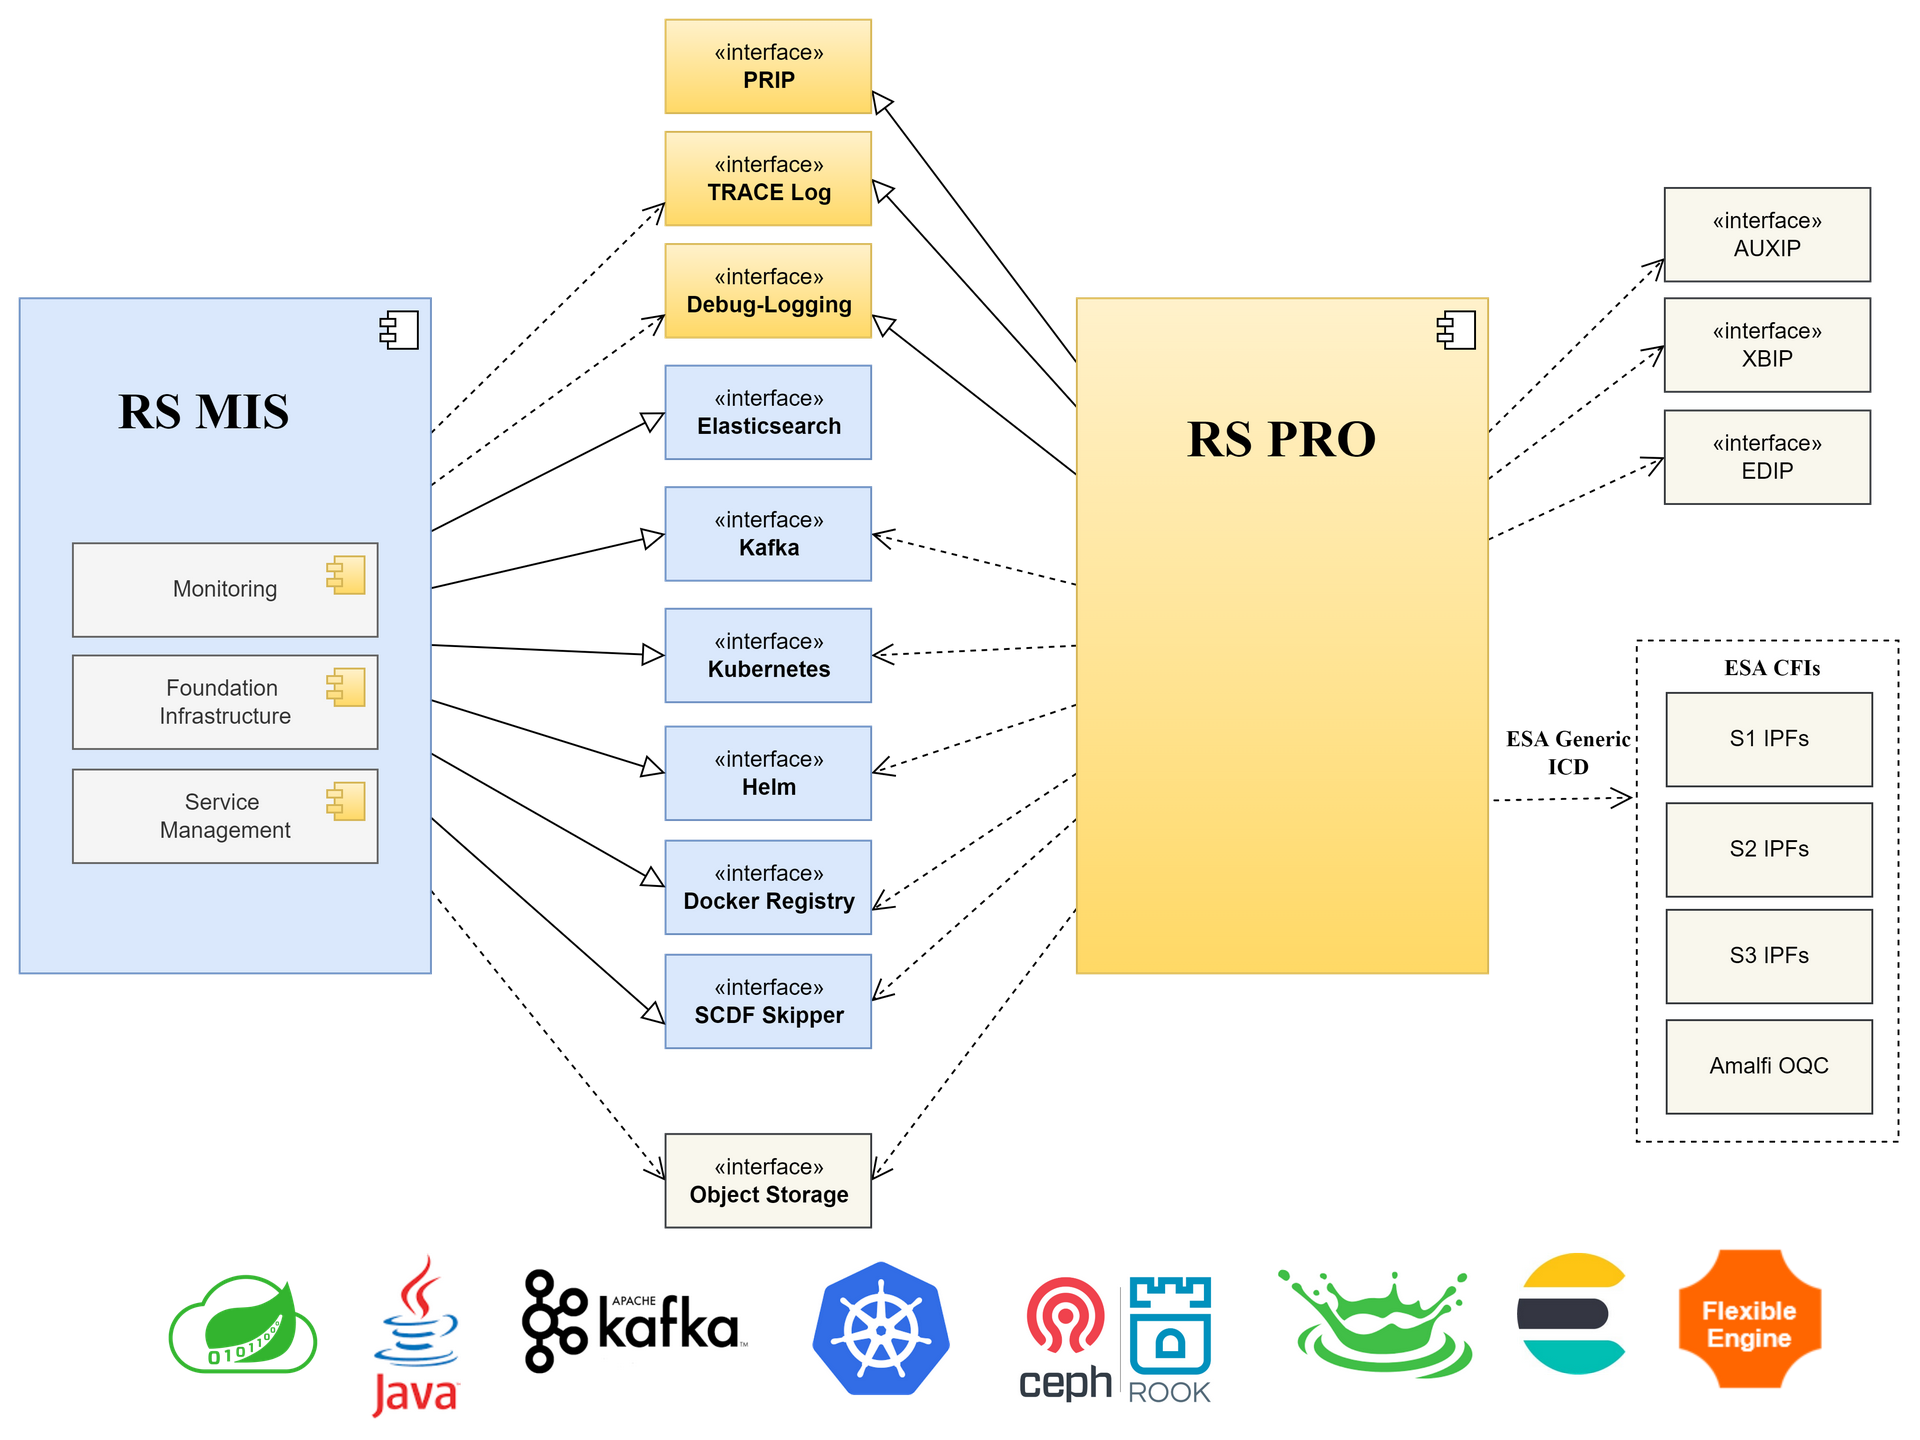 «interface»
PRIP
«interface»
TRACE Log
«interface»
Debug-Logging
«interface»
Elasticsearch
«interface»
Kafka
«interface»
Kubernetes
«interface»
Helm
«interface»
Docker Registry
«interface»
SCDF Skipper
«interface»
Object Storage
RS MIS
Monitoring
Foundation
Infrastructure
Service
Management
RS PRO
«interface»
AUXIP
«interface»
XBIP
«interface»
EDIP
ESA Generic
ICD
ESA CFIs
S1 IPFs
S2 IPFs
S3 IPFs
Amalfi OQC
0101100
Java™
APACHE
kafka™
ceph
ROOK
Flexible
Engine